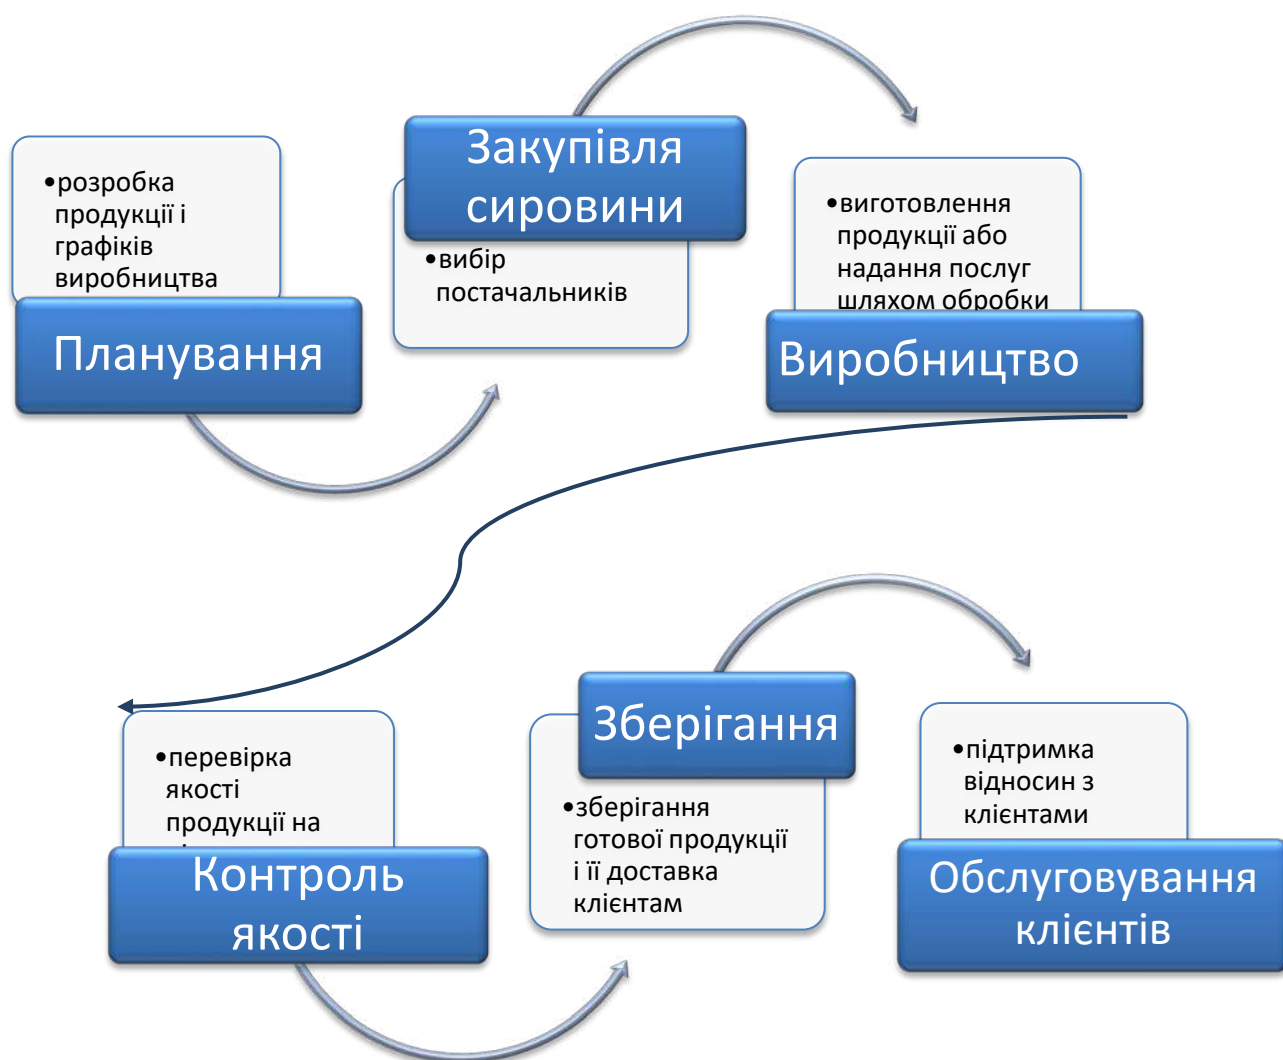 •розробка
продукції і
графіків
виробництва
Планування
Закупівля
сировини
•вибір
постачальників
•виготовлення
продукції або
надання послуг
шляхом обробки
Виробництво
•перевірка
якості
продукції на
Контроль
якості
Зберігання
•зберігання
готової продукції
і її доставка
клієнтам
•підтримка
відносин з
клієнтами
Обслуговування
клієнтів